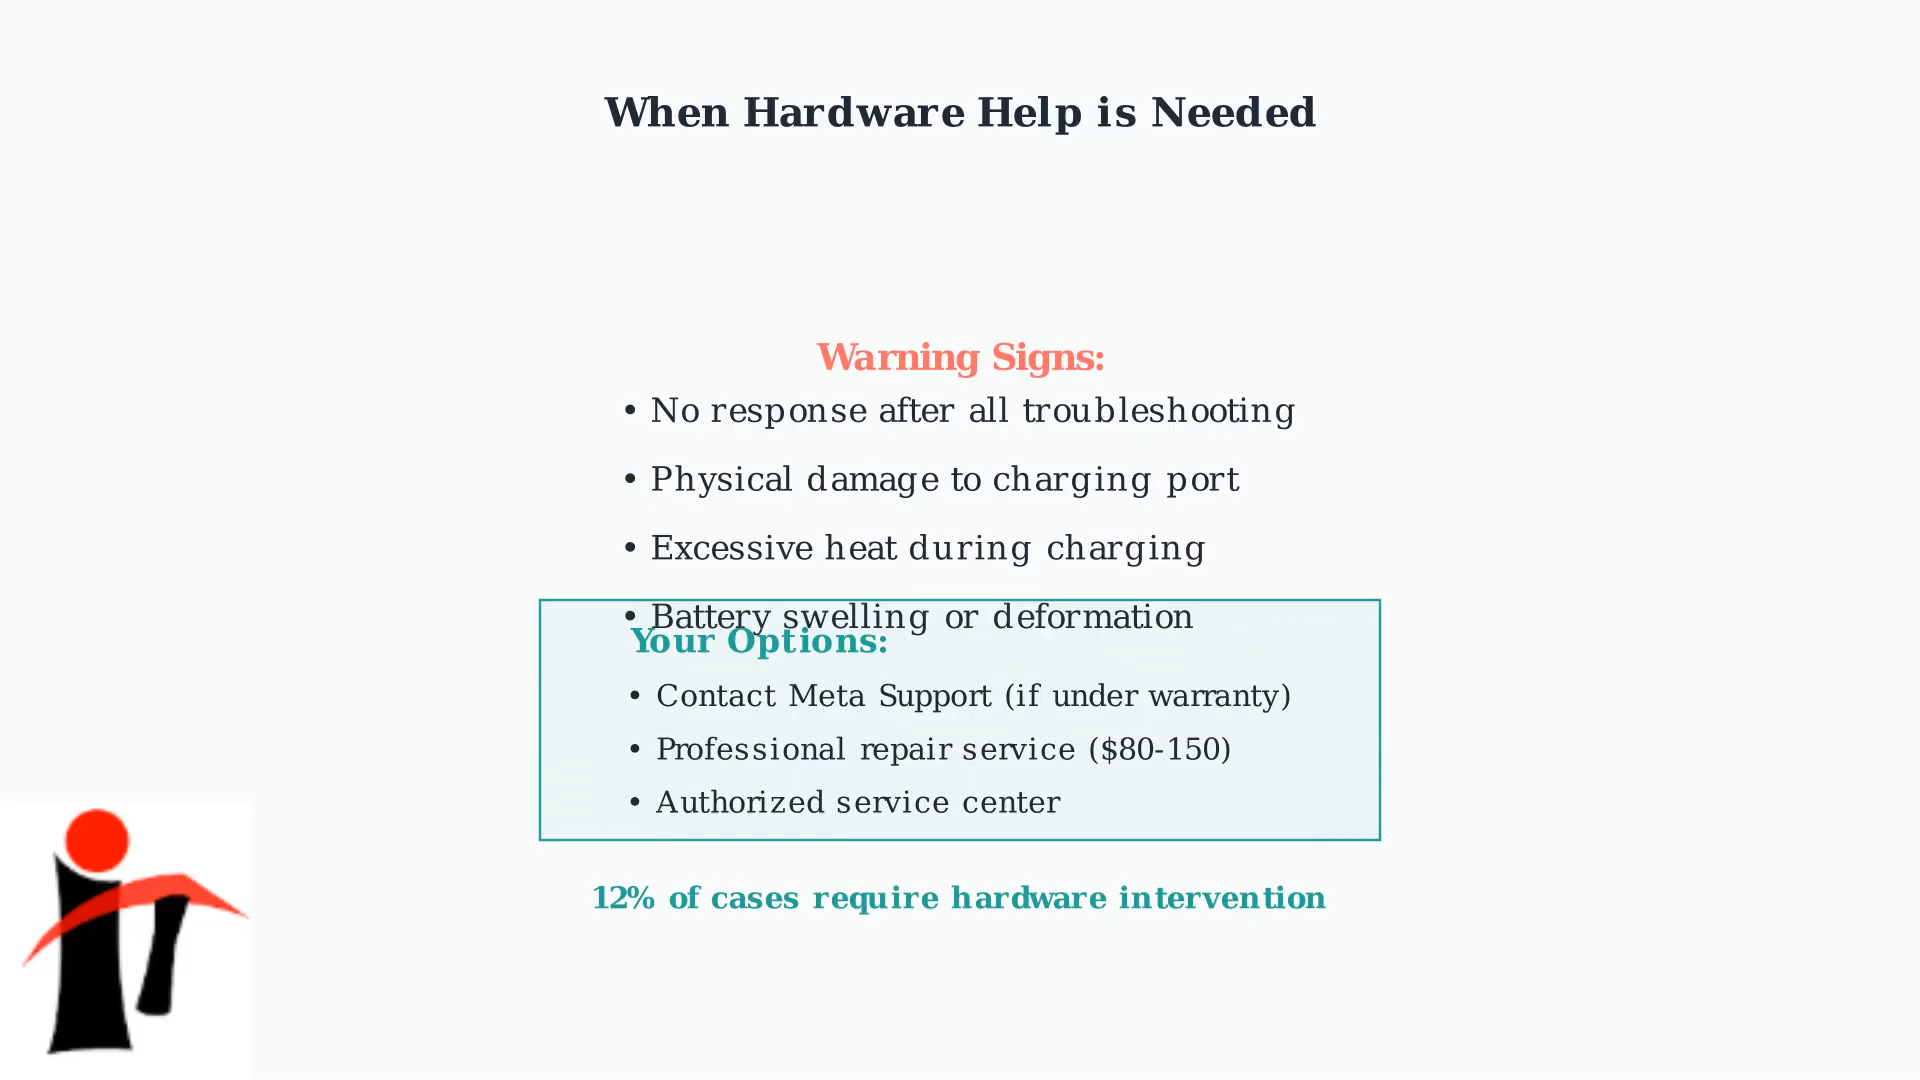 When Hardware Help is Needed
Warning Signs:
• No response after all troubleshooting
• Physical damage to charging port
• Excessive heat during charging
• Battery swelling or deformation
Your Options:
• Contact Meta Support (if under warranty)
• Professional repair service ($80-150)
• Authorized service center
12% of cases require hardware intervention